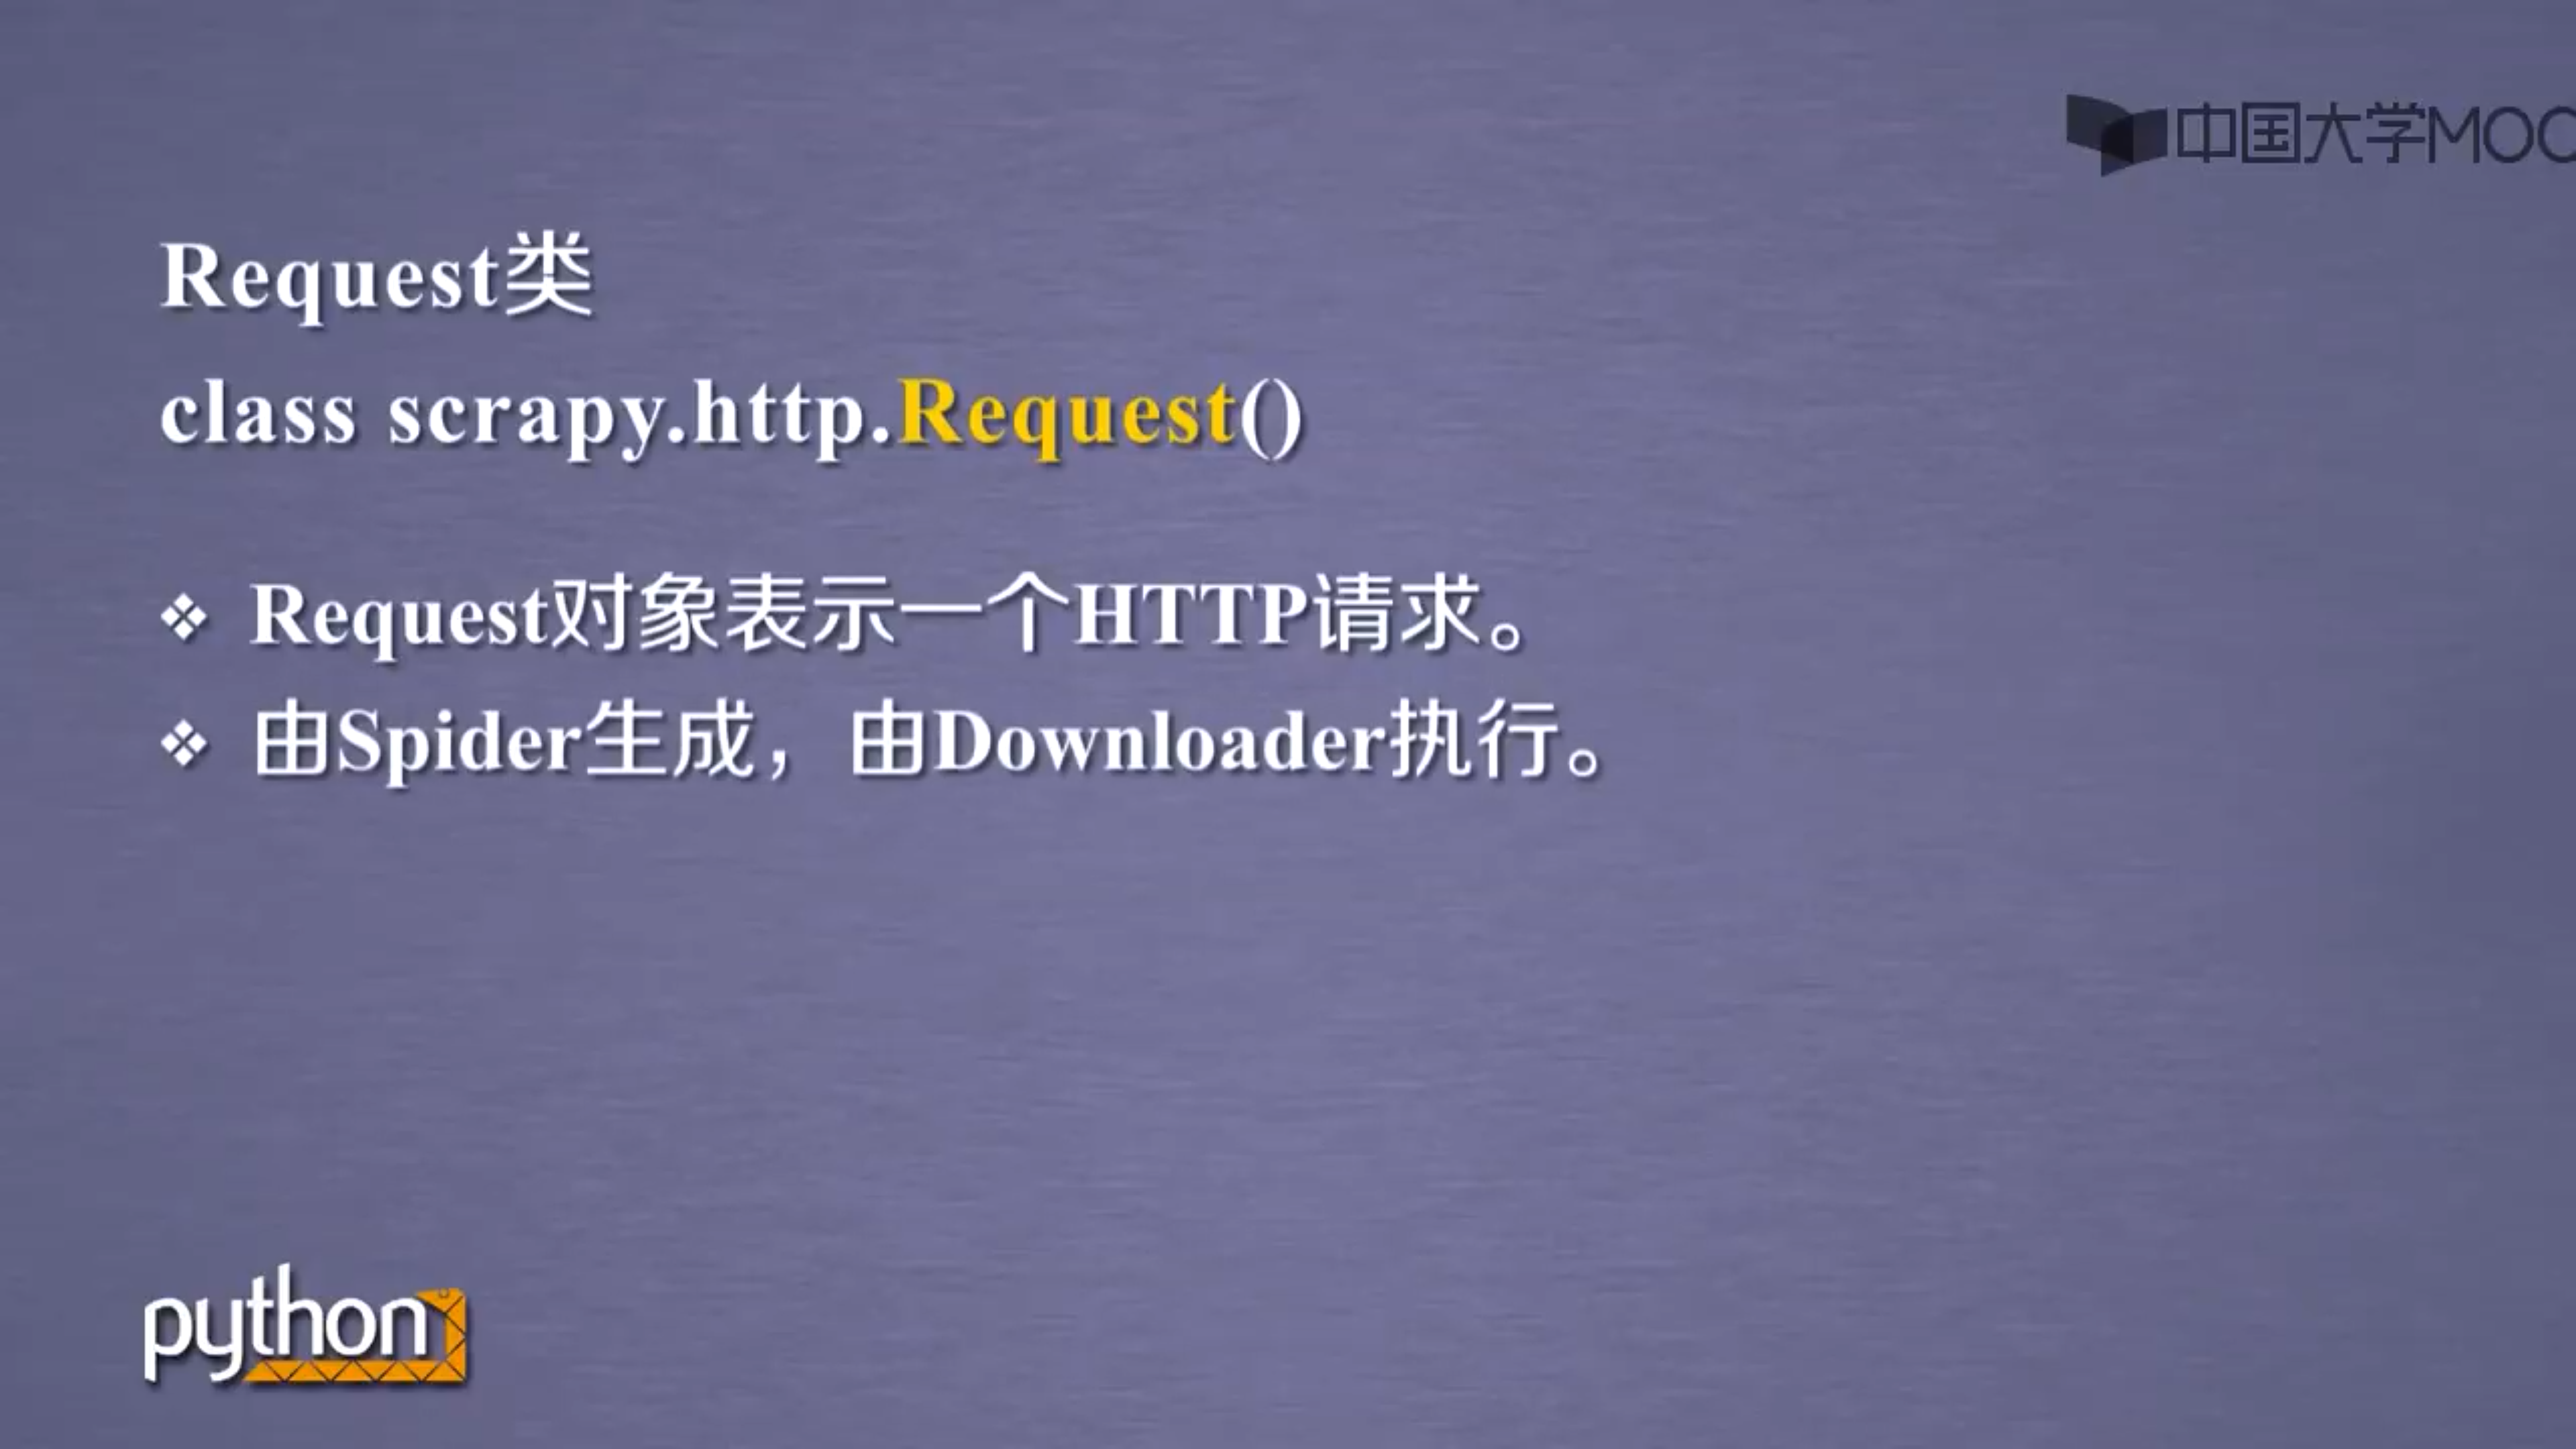 中国大学MOO
Request类
class scrapy.http.Request()
❖ Request对象表示一个HTTP请求。
❖ 由Spider生成，由Downloader执行。
python